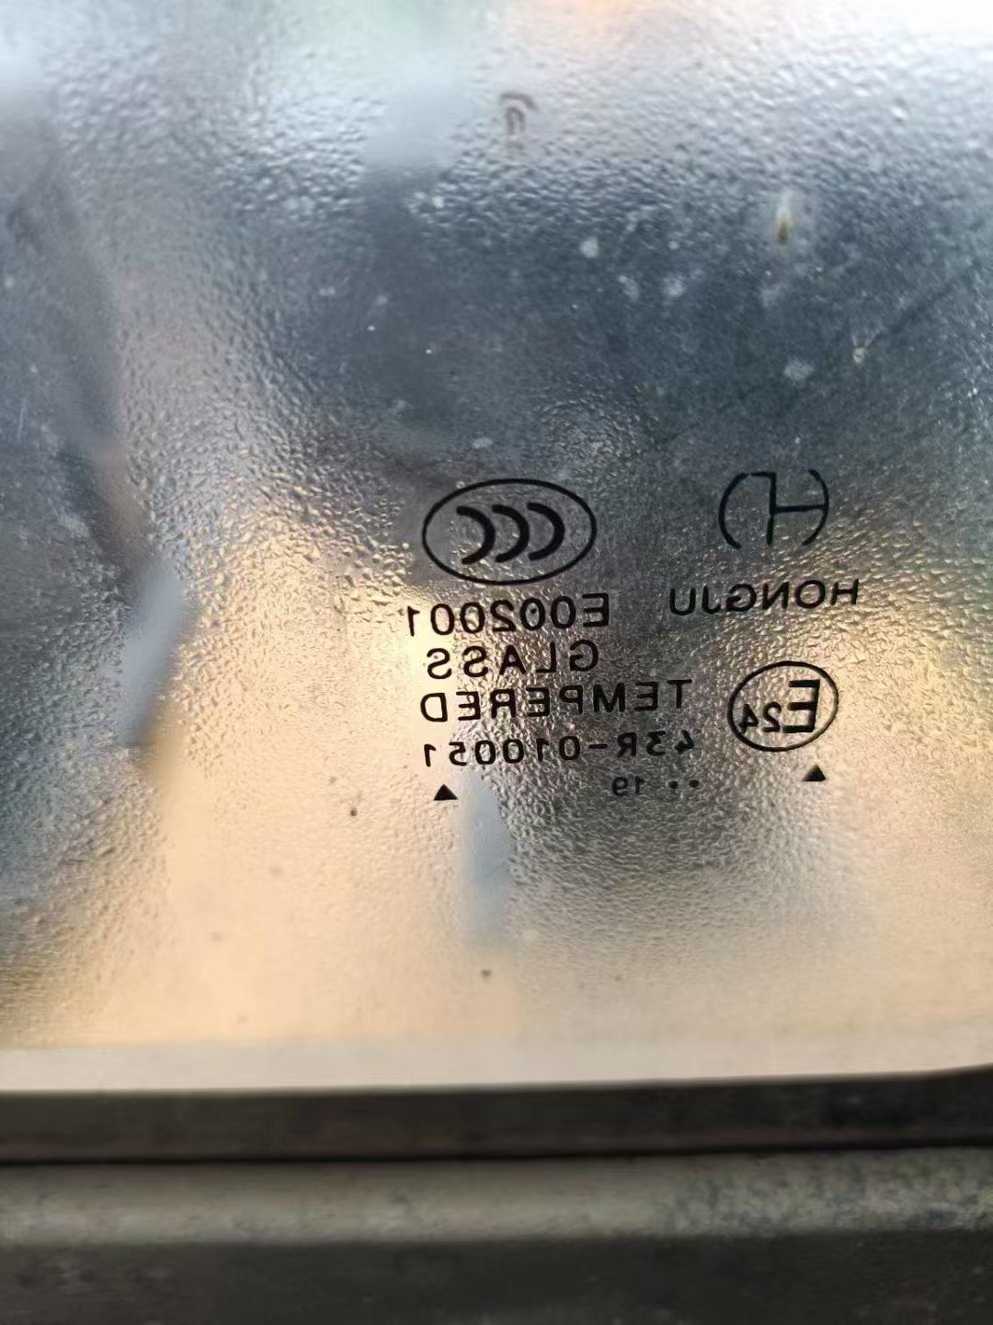 H CCC
HONGJU E002001
GLASS
E24 TEMPERED
43R-010051
•• 19